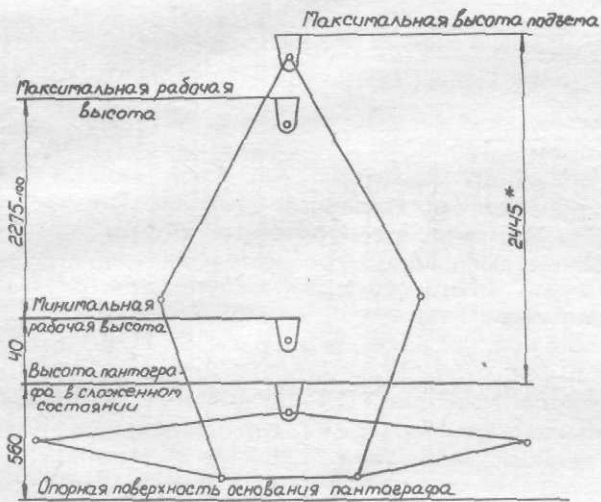 Максимальная высота подъема
Максимальная рабочая
высота
2275-100
2445*
Минимальная
рабочая высота
40
Высота пантогра-
фа в сложенном
состоянии
560
Опорная поверхность основания пантографа